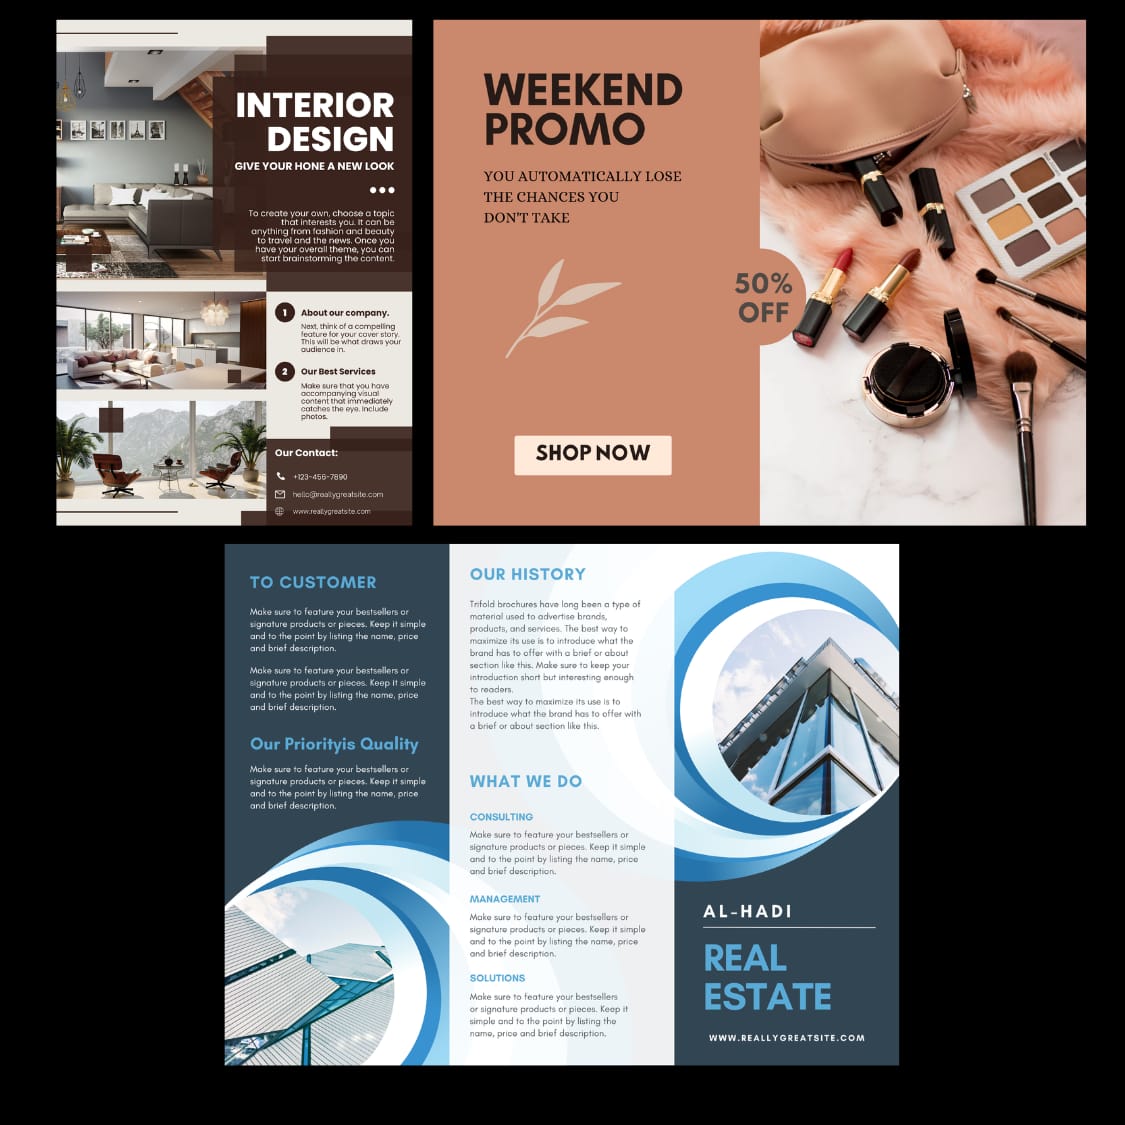 INTERIOR
DESIGN
GIVE YOUR HONE A NEW LOOK
To create your own, choose a topic
that interests you. It can be
anything from fashion and beauty
to travel and the news. Once you
have your overall theme, you can
start brainstorming the content.
1
About our company.
Next, think of a compelling
feature for your cover story.
This will be what draws your
audience in.
2
Our Best Services
Make sure that you have
accompanying visual
content that immediately
catches the eye. Include
photos.
Our Contact:
+123-456-7890
hello@reallygreatsite.com
www.reallygreatsite.com
WEEKEND
PROMO
YOU AUTOMATICALLY LOSE
THE CHANCES YOU
DON'T TAKE
50%
OFF
SHOP NOW
TO CUSTOMER
Make sure to feature your bestsellers or
signature products or pieces. Keep it simple
and to the point by listing the name, price
and brief description.
Make sure to feature your bestsellers or
signature products or pieces. Keep it simple
and to the point by listing the name, price
and brief description.
Our Priorityis Quality
Make sure to feature your bestsellers or
signature products or pieces. Keep it simple
and to the point by listing the name, price
and brief description.
OUR HISTORY
Trifold brochures have long been a type of
material used to advertise brands,
products, and services. The best way to
maximize its use is to introduce what the
brand has to offer with a brief or about
section like this. Make sure to keep your
introduction short but interesting enough
to readers.
The best way to maximize its use is to
introduce what the brand has to offer with
a brief or about section like this.
WHAT WE DO
CONSULTING
Make sure to feature your bestsellers or
signature products or pieces. Keep it simple
and to the point by listing the name, price
and brief description.
MANAGEMENT
Make sure to feature your bestsellers or
signature products or pieces. Keep it simple
and to the point by listing the name, price
and brief description.
SOLUTIONS
Make sure to feature your bestsellers
or signature products or pieces. Keep it
simple and to the point by listing the
name, price and brief description.
AL-HADI
REAL
ESTATE
WWW.REALLYGREATSITE.COM